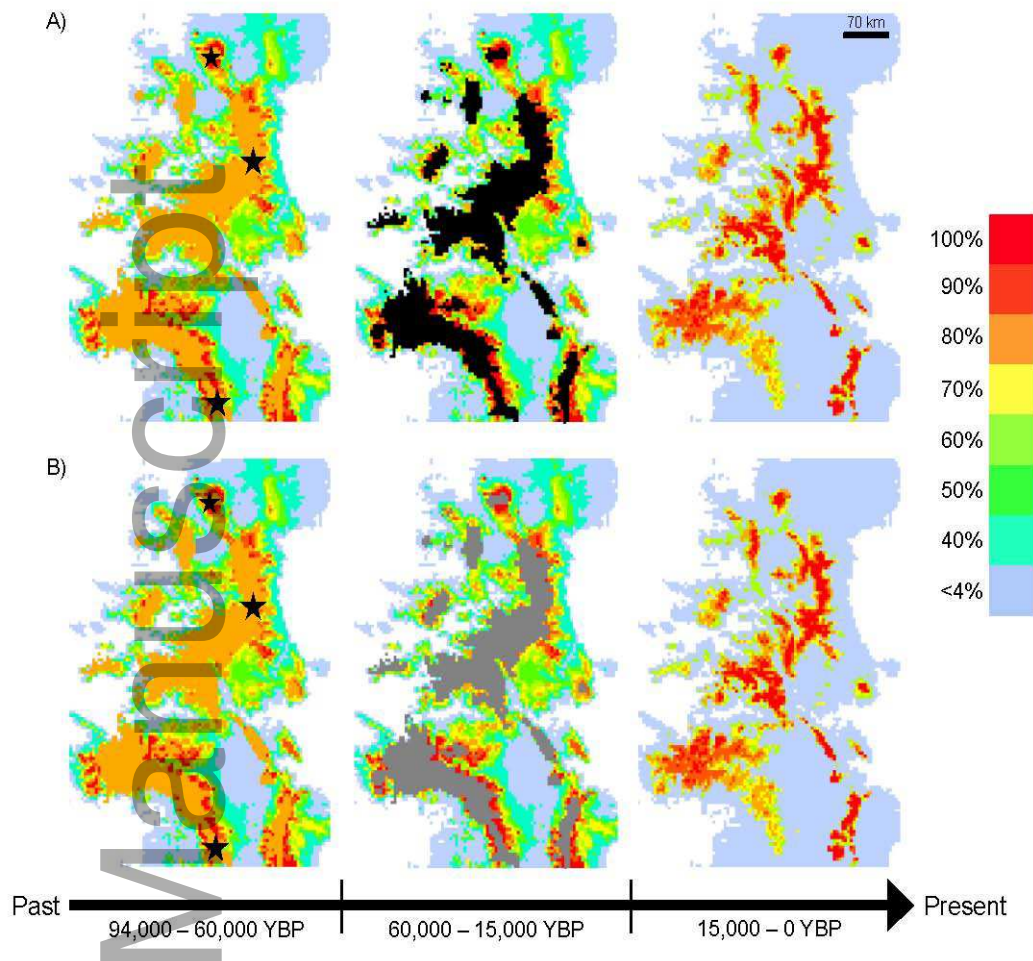 A)
70 km
100%
90%
80%
70%
60%
50%
40%
<4%
B)
Manuscript
Past
94,000 – 60,000 YBP
60,000 – 15,000 YBP
15,000 – 0 YBP
Present